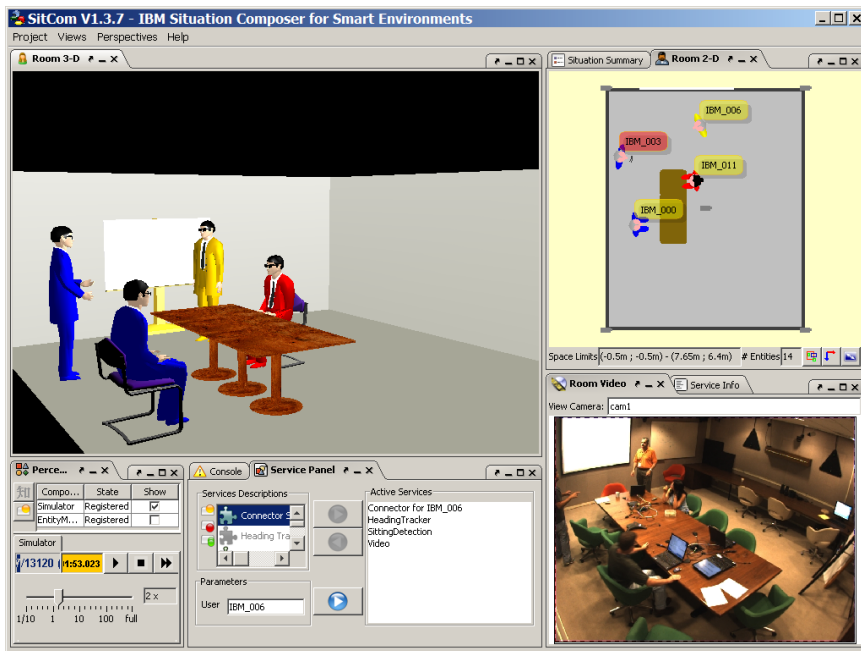 SitCom V1.3.7 - IBM Situation Composer for Smart Environments
Project Views Perspectives Help
Room 3-D
Situation Summary
Room 2-D
IBM_006
IBM_003
IBM_011
IBM_000
Space Limits (-0.5m ; -0.5m) - (7.65m ; 6.4m) # Entities 14
Room Video
Service Info
View Camera: cam1
Perce...
Compo... State Show
Simulator Registered
EntityM... Registered
Simulator
/13120
1:53.023
2 x
1/10 1 10 100 full
Console
Service Panel
Services Descriptions
Connector S
Heading Tra
Parameters
User IBM_006
Active Services
Connector for IBM_006
HeadingTracker
SittingDetection
Video